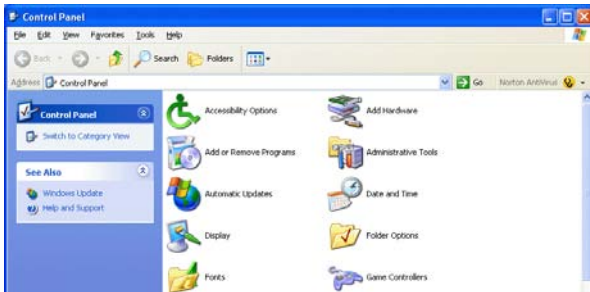 Control Panel
File Edit View Favorites Tools Help
Back Search Folders
Address Control Panel Go Norton AntiVirus
Control Panel
Switch to Category View
See Also
Windows Update
Help and Support
Accessibility Options Add Hardware
Add or Remove Programs Administrative Tools
Automatic Updates Date and Time
Display Folder Options
Fonts Game Controllers